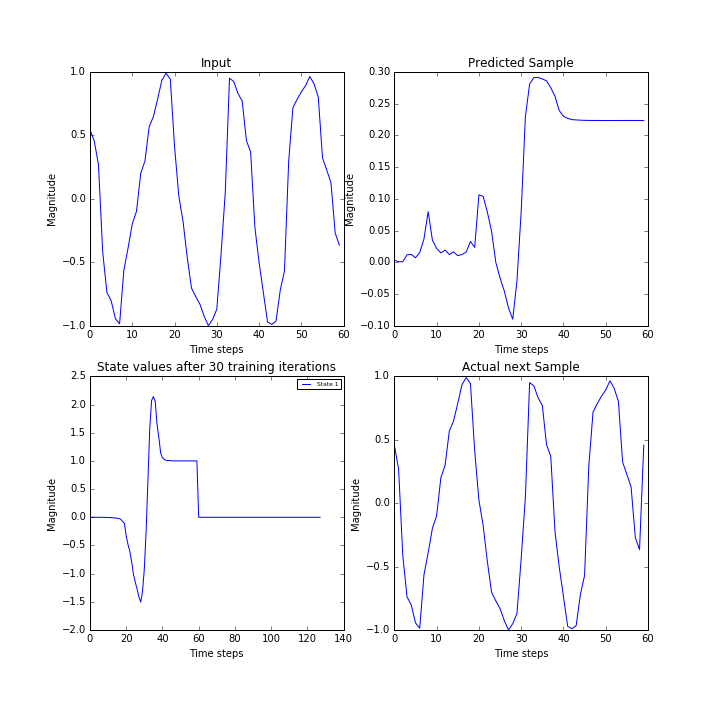 Input
1.0
0.5
0.0
−0.5
−1.0
Magnitude
0 10 20 30 40 50 60
Time steps
Predicted Sample
0.30
0.25
0.20
0.15
0.10
0.05
0.00
−0.05
−0.10
Magnitude
0 10 20 30 40 50 60
Time steps
State values after 30 training iterations
2.5
2.0
1.5
1.0
0.5
0.0
−0.5
−1.0
−1.5
−2.0
Magnitude
State 1
0 20 40 60 80 100 120 140
Time steps
Actual next Sample
1.0
0.5
0.0
−0.5
−1.0
Magnitude
0 10 20 30 40 50 60
Time steps